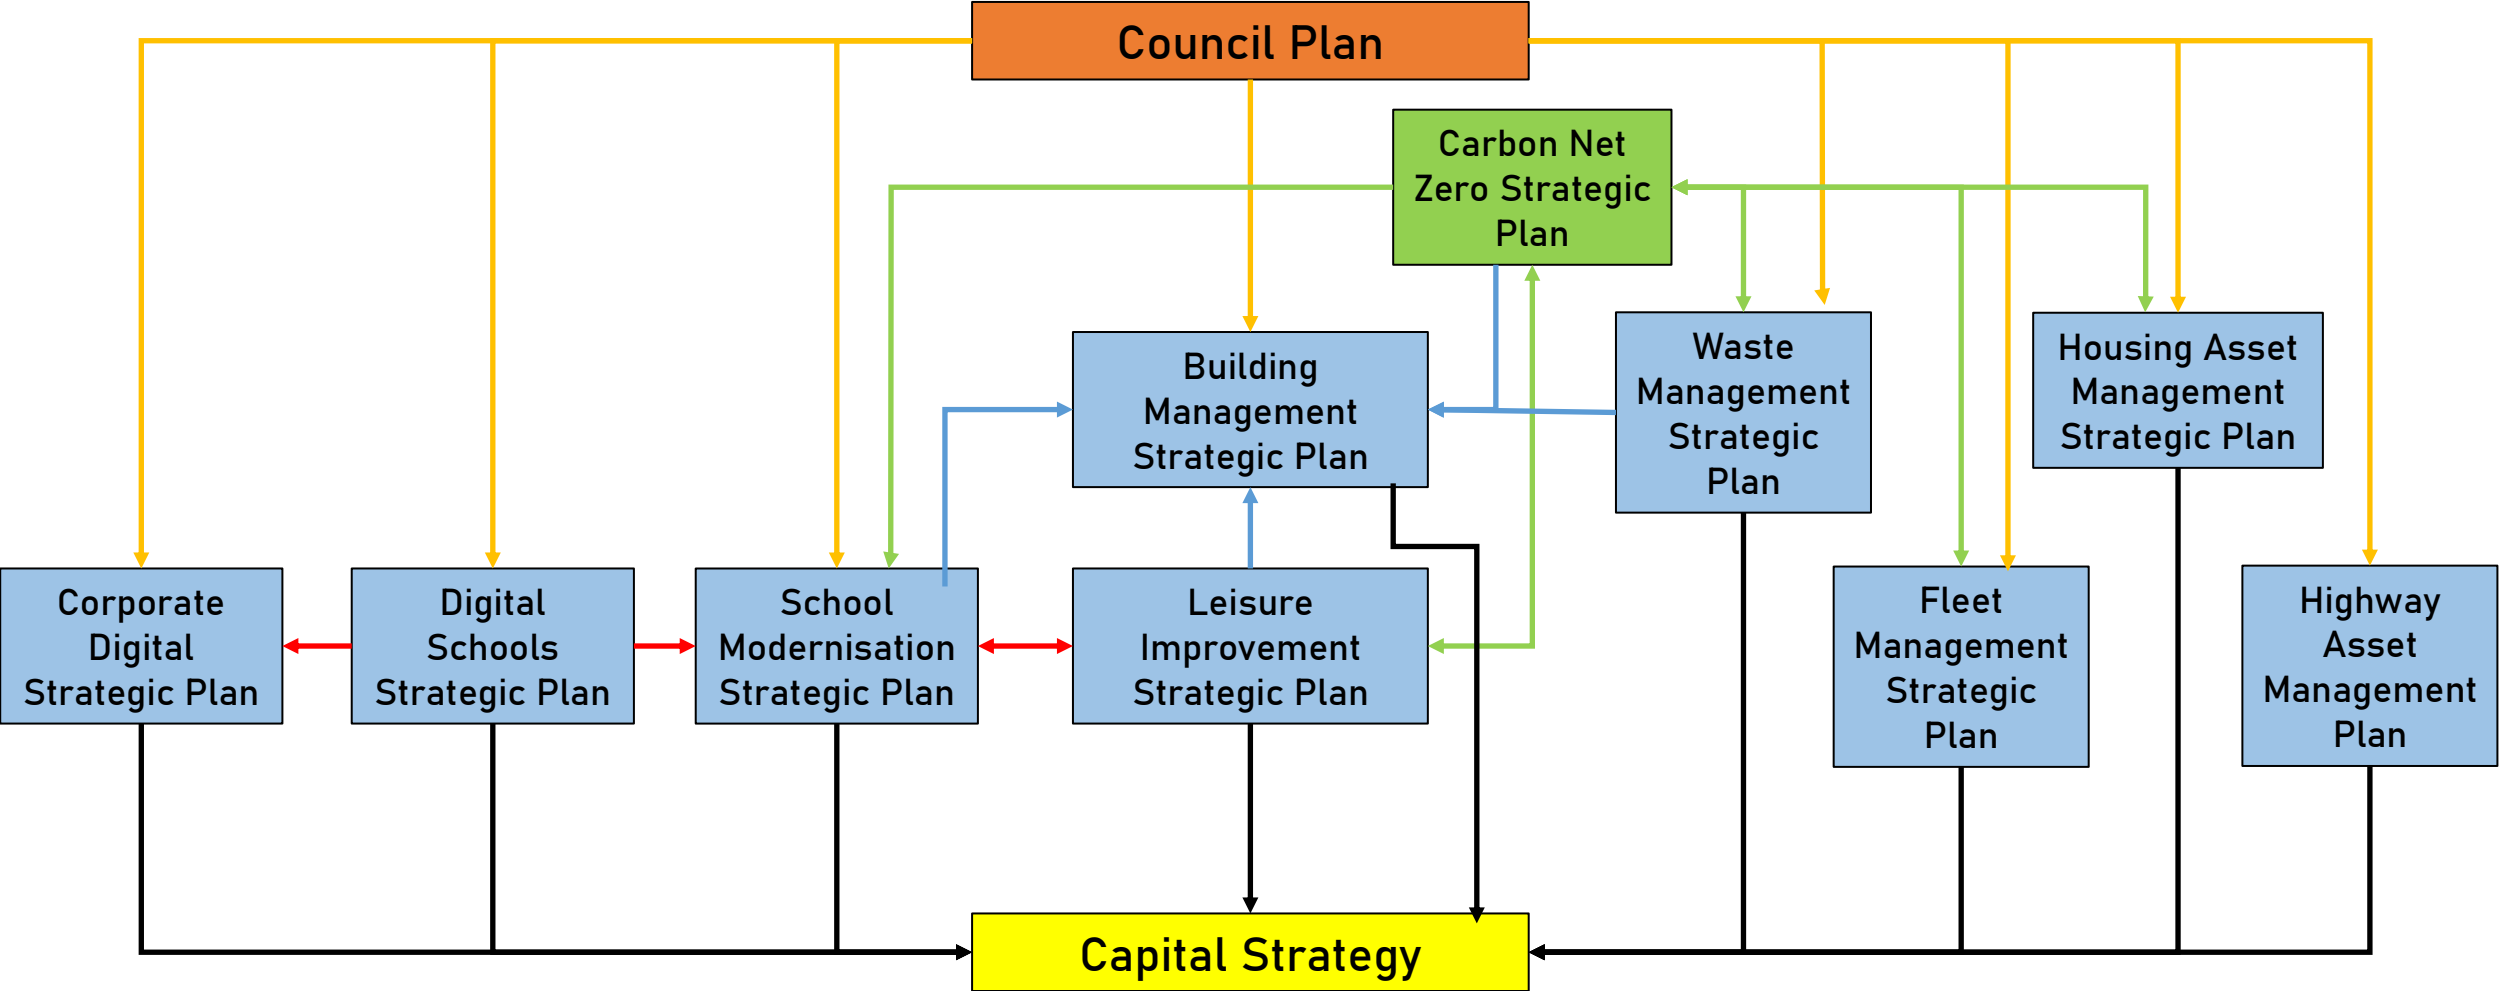 Council Plan
Carbon Net
Zero Strategic
Plan
Building
Management
Strategic Plan
Waste
Management
Strategic
Plan
Housing Asset
Management
Strategic Plan
Corporate
Digital
Strategic Plan
Digital
Schools
Strategic Plan
School
Modernisation
Strategic Plan
Leisure
Improvement
Strategic Plan
Fleet
Management
Strategic
Plan
Highway
Asset
Management
Plan
Capital Strategy